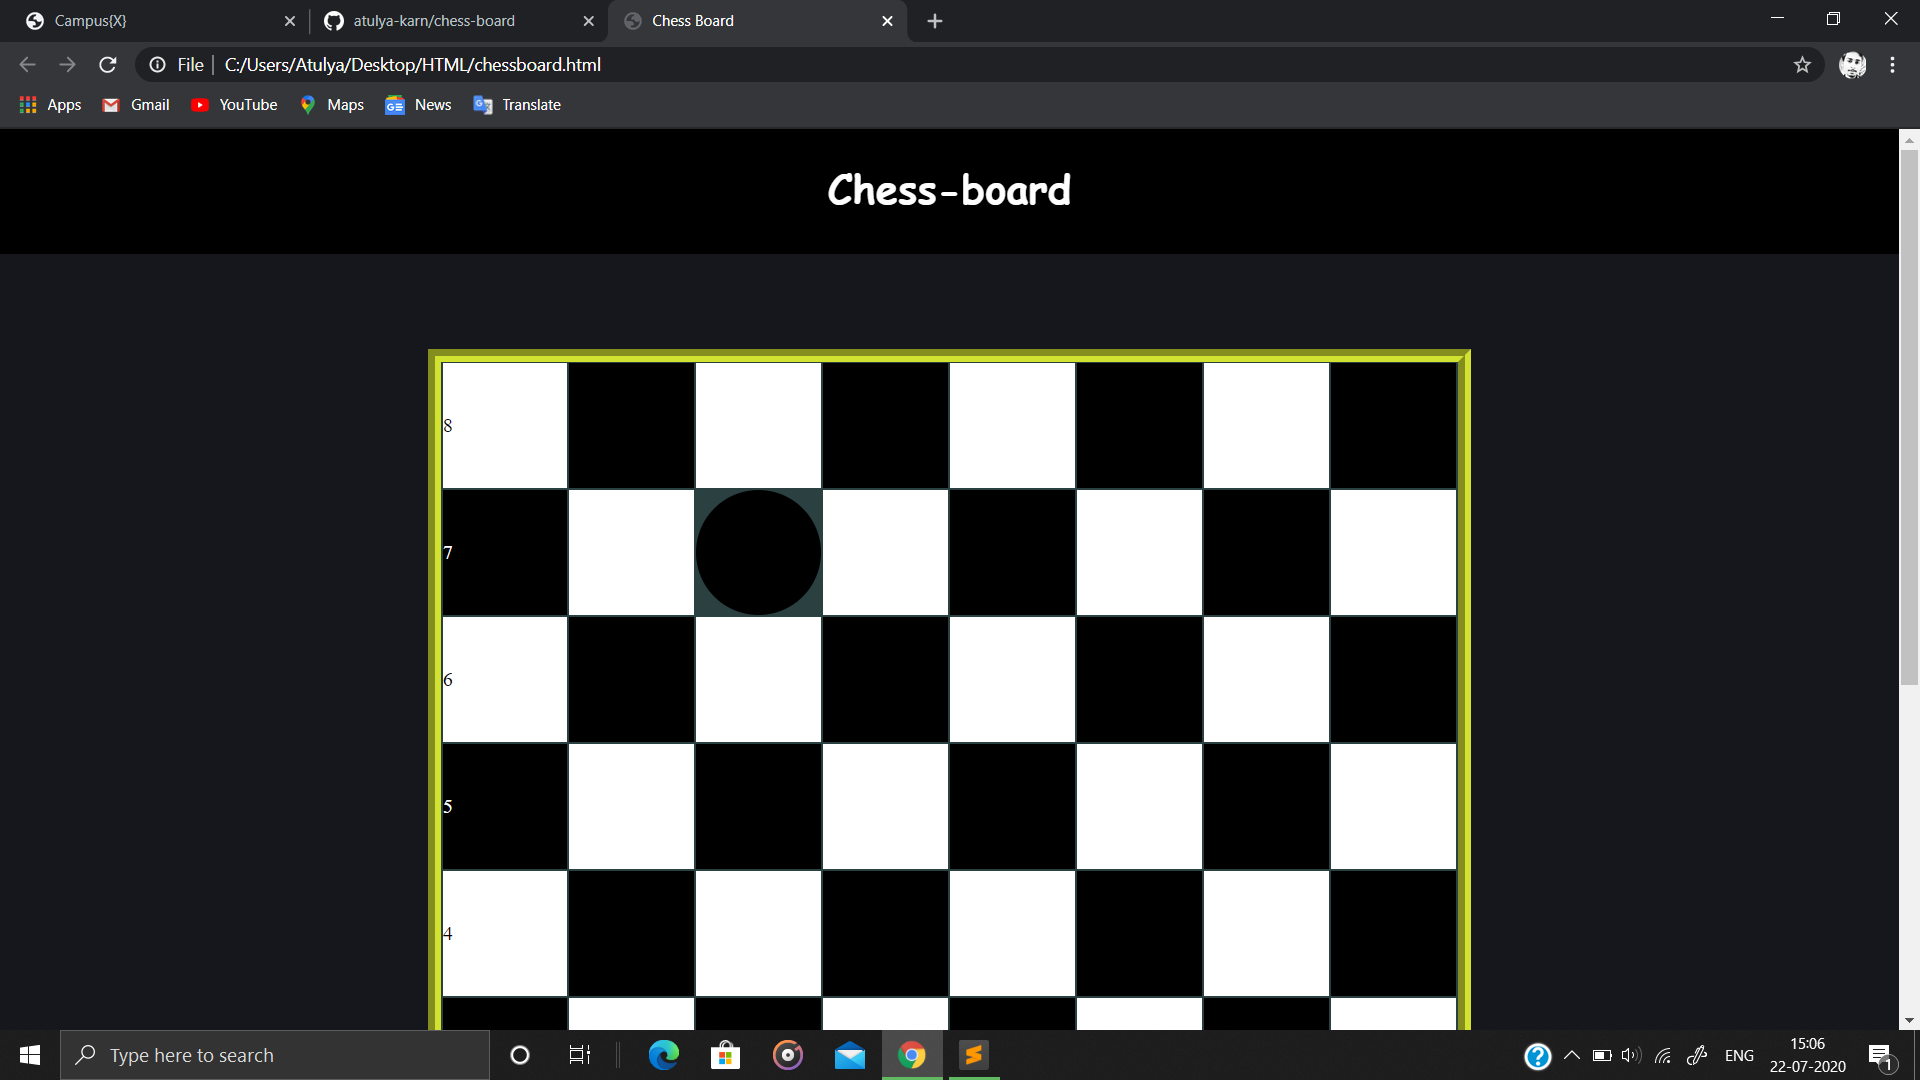 Campus{X}
atulya-karn/chess-board
Chess Board
File
C:/Users/Atulya/Desktop/HTML/chessboard.html
Apps
Gmail
YouTube
Maps
News
Translate
Chess-board
8
7
6
5
4
Type here to search
ENG
15:06
22-07-2020
1